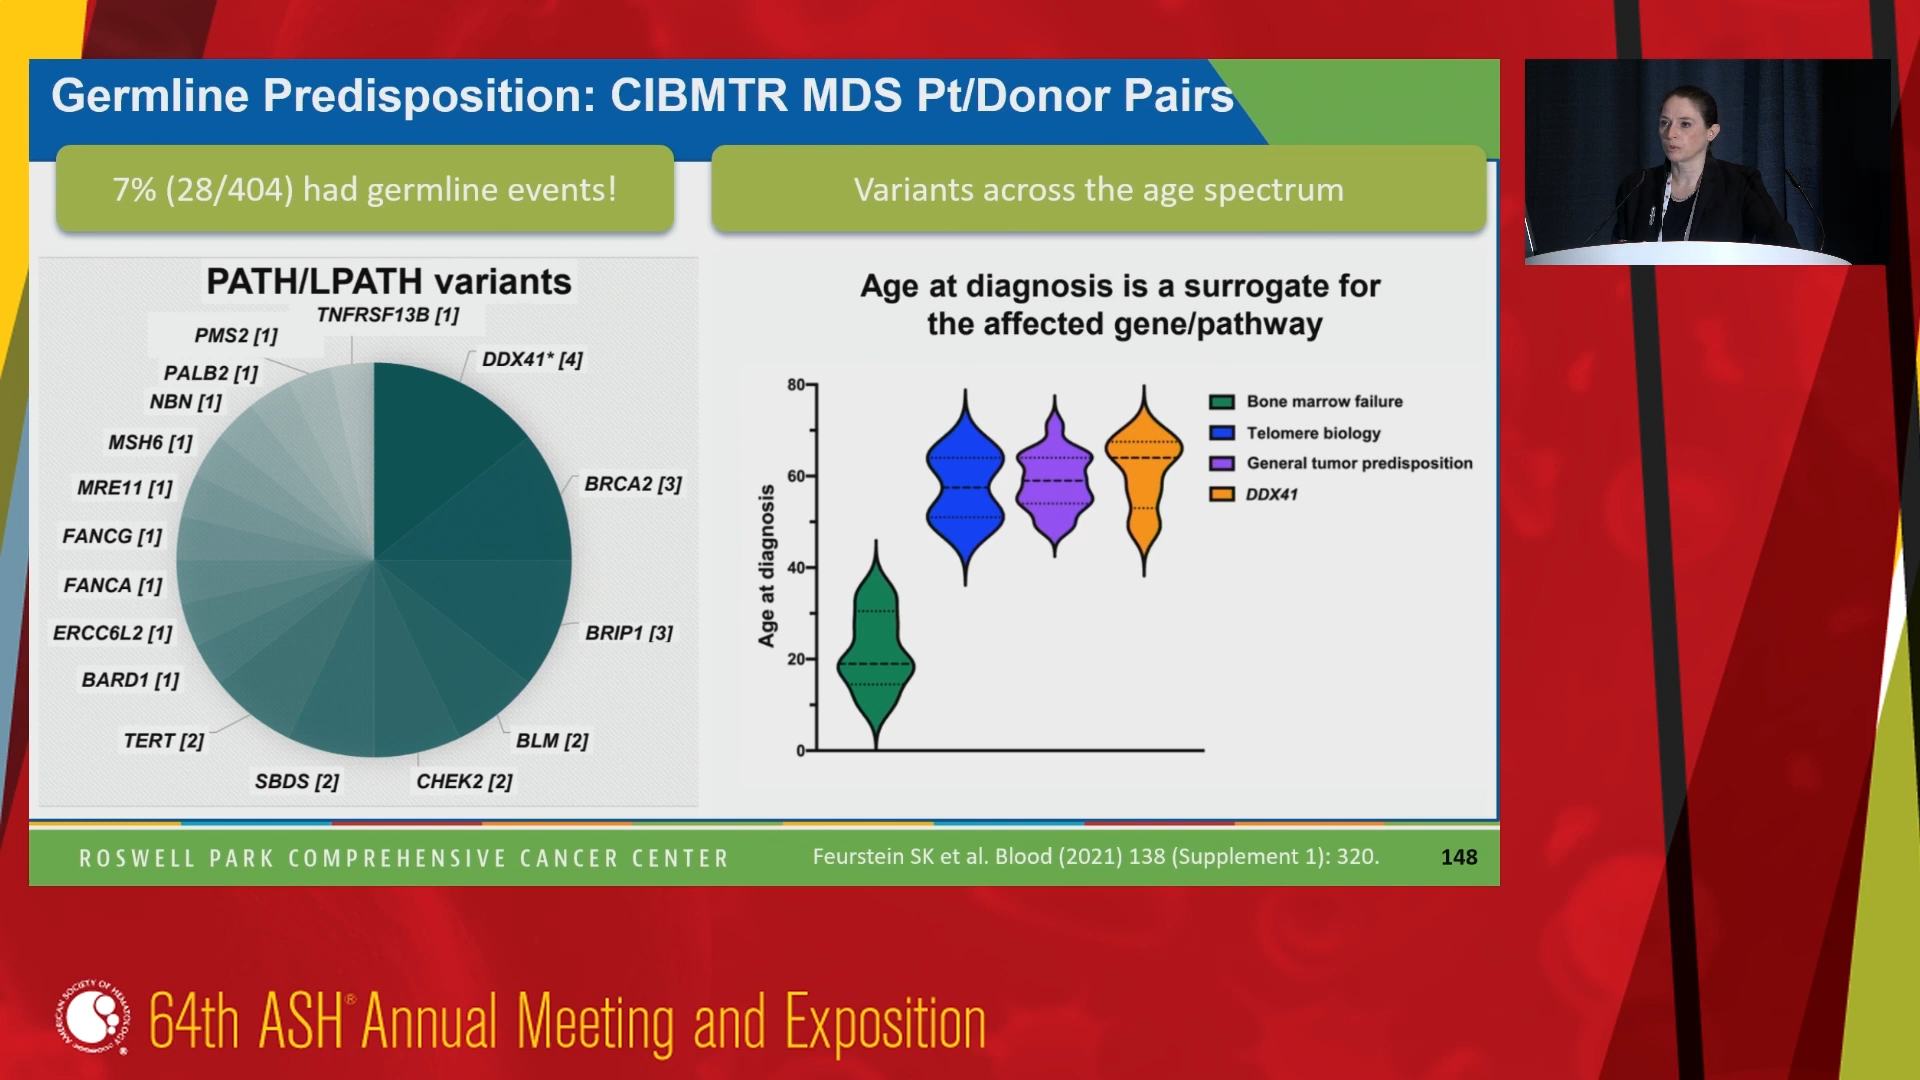 Germline Predisposition: CIBMTR MDS Pt/Donor Pairs
7% (28/404) had germline events!
Variants across the age spectrum
PATH/LPATH variants
TNFRSF13B [1]
PMS2 [1]
DDX41* [4]
PALB2 [1]
NBN [1]
MSH6 [1]
BRCA2 [3]
MRE11 [1]
FANCG [1]
FANCA [1]
ERCC6L2 [1]
BRIP1 [3]
BARD1 [1]
TERT [2]
BLM [2]
SBDS [2]
CHEK2 [2]
Age at diagnosis is a surrogate for
the affected gene/pathway
Age at diagnosis
80
60
40
20
0
Bone marrow failure
Telomere biology
General tumor predisposition
DDX41
ROSWELL PARK COMPREHENSIVE CANCER CENTER
Feurstein SK et al. Blood (2021) 138 (Supplement 1): 320.
148
AMERICAN SOCIETY OF HEMATOLOGY
®
64th ASH® Annual Meeting and Exposition